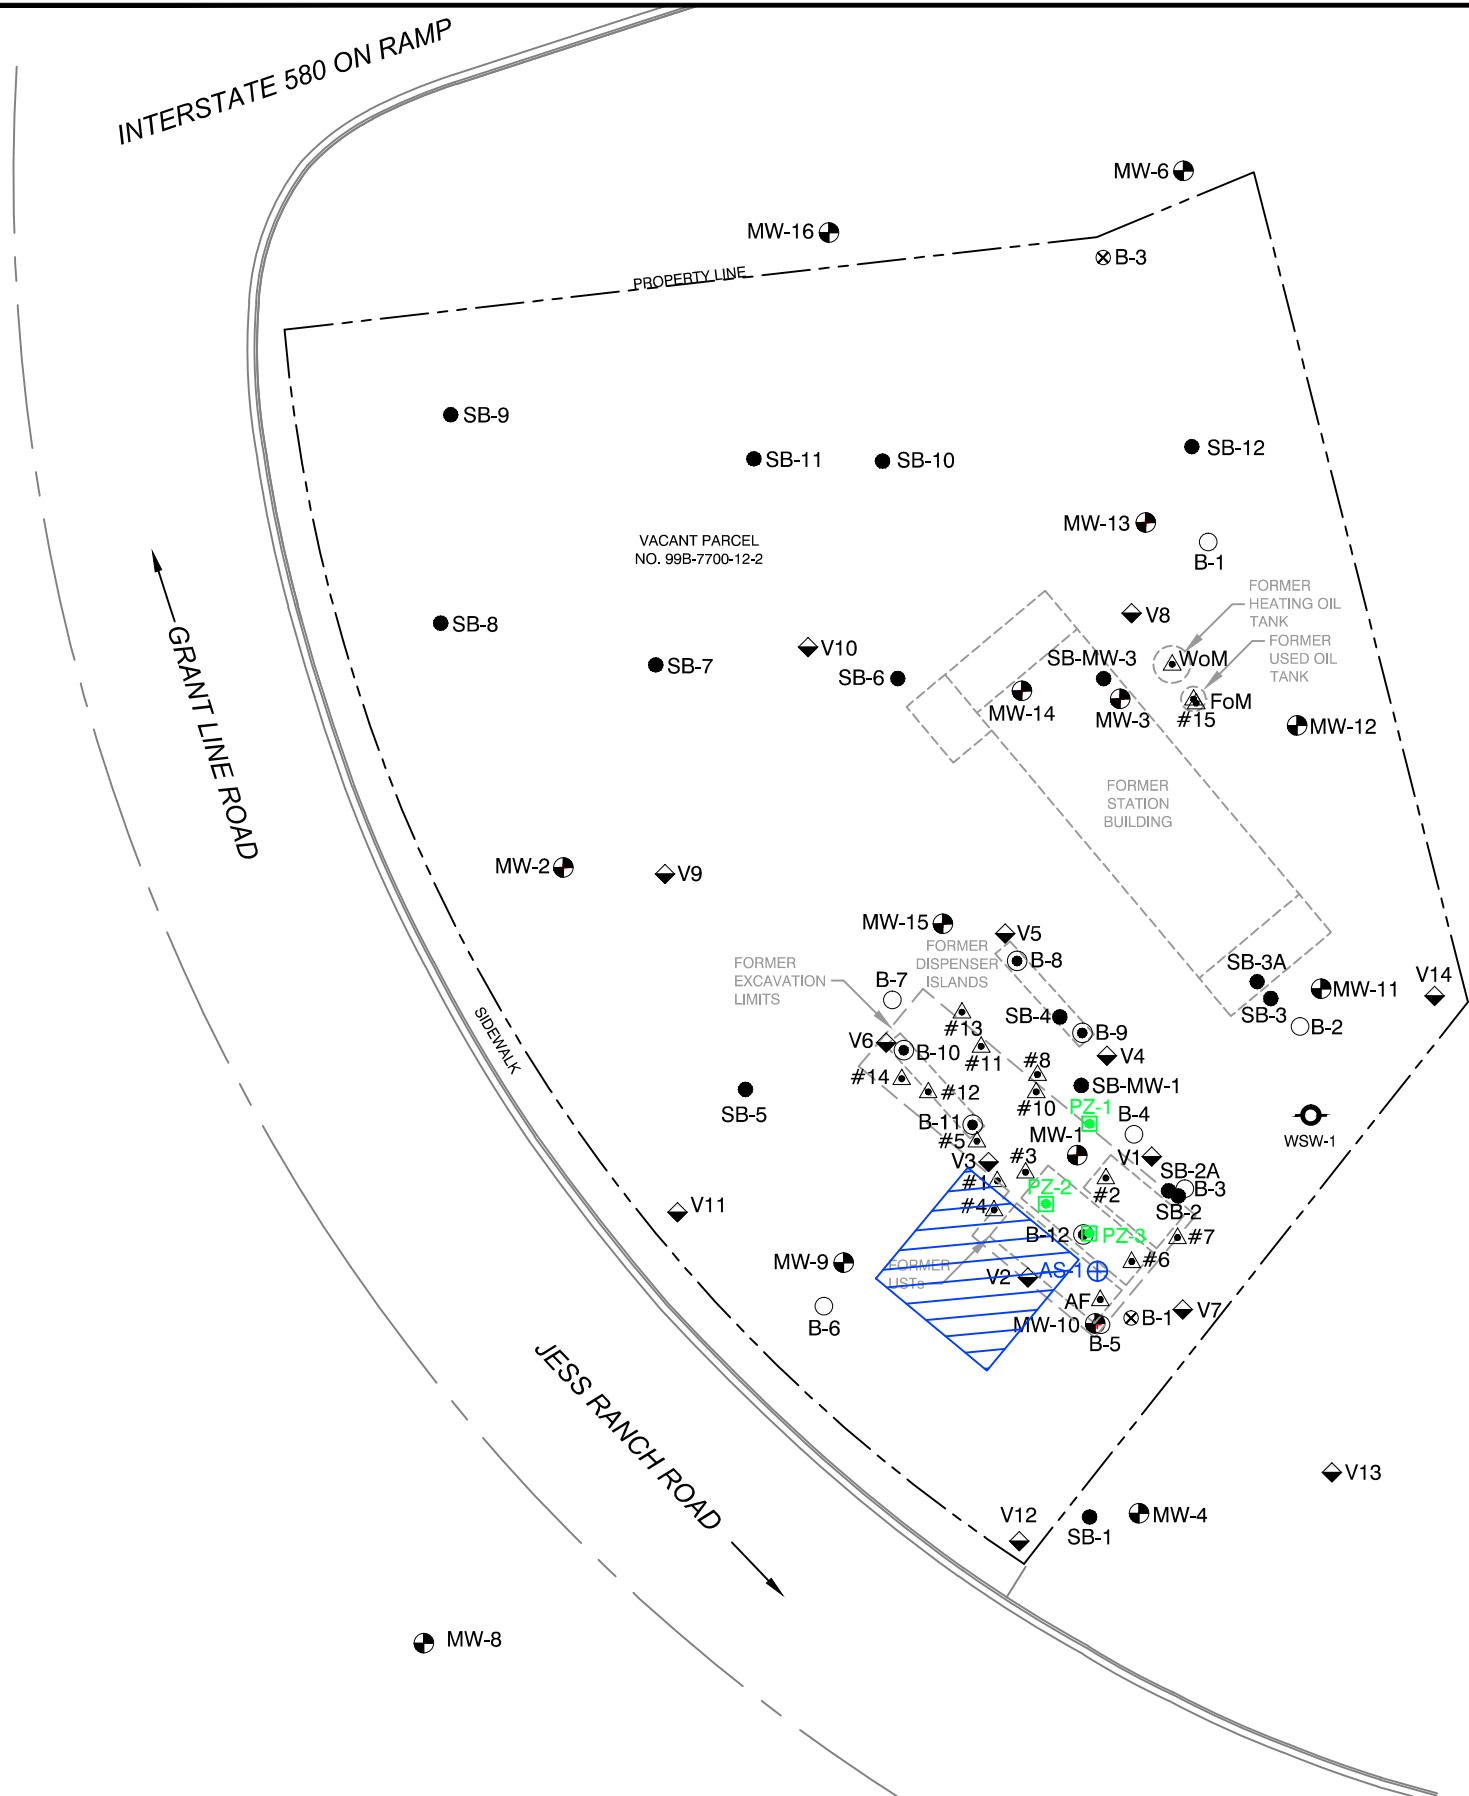 INTERSTATE 580 ON RAMP
MW-6
MW-16
B-3
PROPERTY LINE
SB-9
SB-11
SB-10
SB-12
MW-13
VACANT PARCEL
NO. 99B-7700-12-2
B-1
FORMER
HEATING OIL
TANK
V8
SB-8
GRANT LINE ROAD
V10
SB-7
SB-6
SB-MW-3
WoM
FORMER
USED OIL
TANK
MW-14
MW-3
FoM
#15
MW-12
FORMER
STATION
BUILDING
MW-2
V9
MW-15
V5
FORMER
DISPENSER
ISLANDS
B-8
FORMER
EXCAVATION
LIMITS
B-7
SB-3A
MW-11
V14
SB-3
B-2
SIDEWALK
#13
SB-4
B-9
V6
B-10
#11
V4
#14
#12
#8
#10
SB-MW-1
SB-5
PZ-1
B-4
B-11
#5
MW-1
WSW-1
V3
#3
V1
SB-2A
#1
PZ-2
#2
B-3
SB-2
V11
#4
B-12
PZ-3
#7
MW-9
FORMER
USTs
V2
AS-1
#6
B-6
AF
MW-10
B-1
V7
B-5
JESS RANCH ROAD
V13
V12
SB-1
MW-4
MW-8